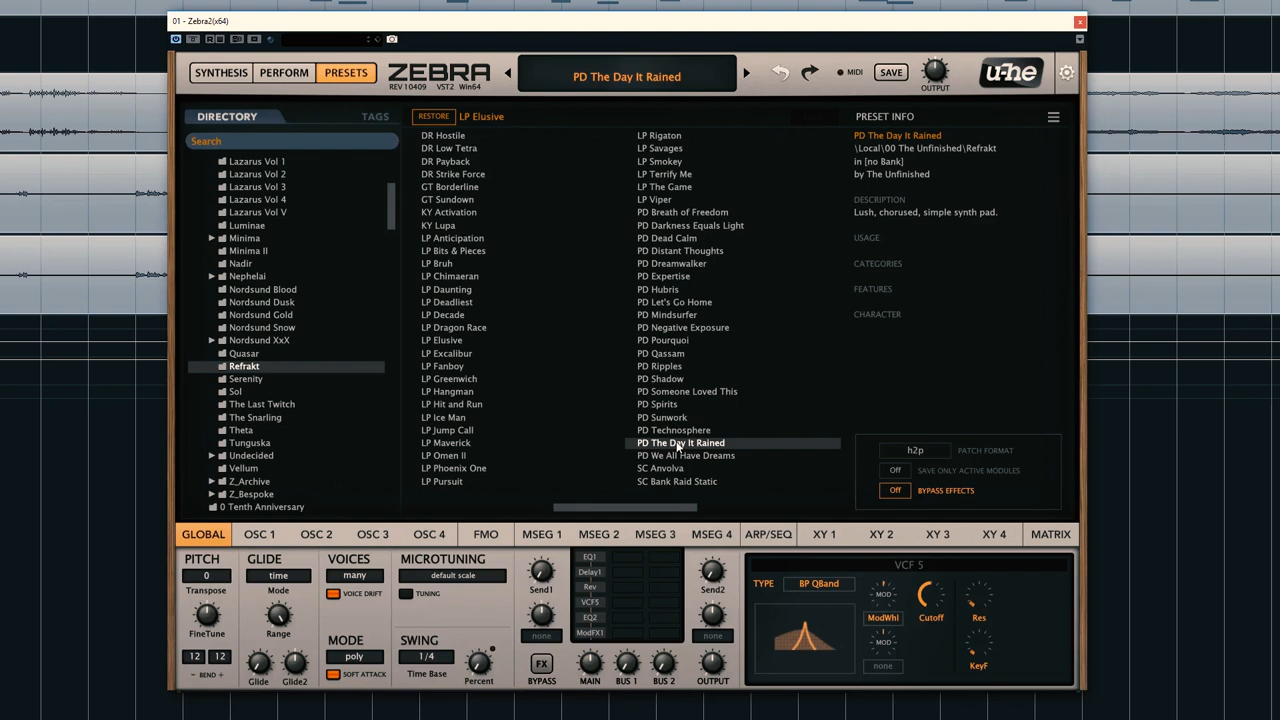 01 - Zebra2(x64)
x
SYNTHESIS
PERFORM
PRESETS
ZEBRA
REV 10409 VST2 Win64
PD The Day It Rained
MIDI
SAVE
OUTPUT
u-he
DIRECTORY
TAGS
Search
Lazarus Vol 1
Lazarus Vol 2
Lazarus Vol 3
Lazarus Vol 4
Lazarus Vol V
Luminae
Minima
Minima II
Nadir
Nephelai
Nordsund Blood
Nordsund Dusk
Nordsund Gold
Nordsund Snow
Nordsund XxX
Quasar
Refrakt
Serenity
Sol
The Last Twitch
The Snarling
Theta
Tunguska
Undecided
Vellum
Z_Archive
Z_Bespoke
0 Tenth Anniversary
RESTORE
LP Elusive
DR Hostile
DR Low Tetra
DR Payback
DR Strike Force
GT Borderline
GT Sundown
KY Activation
KY Lupa
LP Anticipation
LP Bits & Pieces
LP Bruh
LP Chimaeran
LP Daunting
LP Deadliest
LP Decade
LP Dragon Race
LP Elusive
LP Excalibur
LP Fanboy
LP Greenwich
LP Hangman
LP Hit and Run
LP Ice Man
LP Jump Call
LP Maverick
LP Omen II
LP Phoenix One
LP Pursuit
LP Rigaton
LP Savages
LP Smokey
LP Terrify Me
LP The Game
LP Viper
PD Breath of Freedom
PD Darkness Equals Light
PD Dead Calm
PD Distant Thoughts
PD Dreamwalker
PD Expertise
PD Hubris
PD Let's Go Home
PD Mindsurfer
PD Negative Exposure
PD Pourquoi
PD Qassam
PD Ripples
PD Shadow
PD Someone Loved This
PD Spirits
PD Sunwork
PD Technosphere
PD The Day It Rained
PD We All Have Dreams
SC Anvolva
SC Bank Raid Static
PRESET INFO
PD The Day It Rained
\Local\00 The Unfinished\Refrakt
in [no Bank]
by The Unfinished
DESCRIPTION
Lush, chorused, simple synth pad.
USAGE
CATEGORIES
FEATURES
CHARACTER
h2p PATCH FORMAT
Off SAVE ONLY ACTIVE MODULES
Off BYPASS EFFECTS
GLOBAL
OSC 1
OSC 2
OSC 3
OSC 4
FMO
MSEG 1
MSEG 2
MSEG 3
MSEG 4
ARP/SEQ
XY 1
XY 2
XY 3
XY 4
MATRIX
PITCH
0
Transpose
FineTune
12 12
- BEND +
GLIDE
time
Mode
Range
Glide Glide2
VOICES
many
VOICE DRIFT
MODE
poly
SOFT ATTACK
MICROTUNING
default scale
TUNING
SWING
1/4
Time Base
Percent
Send1
none
FX
BYPASS
EQ1
Delay1
Rev
VCF5
EQ2
ModFX1
MAIN
BUS 1
BUS 2
Send2
none
OUTPUT
VCF 5
TYPE
BP QBand
MOD
ModWhl
MOD
none
Cutoff
Res
KeyF